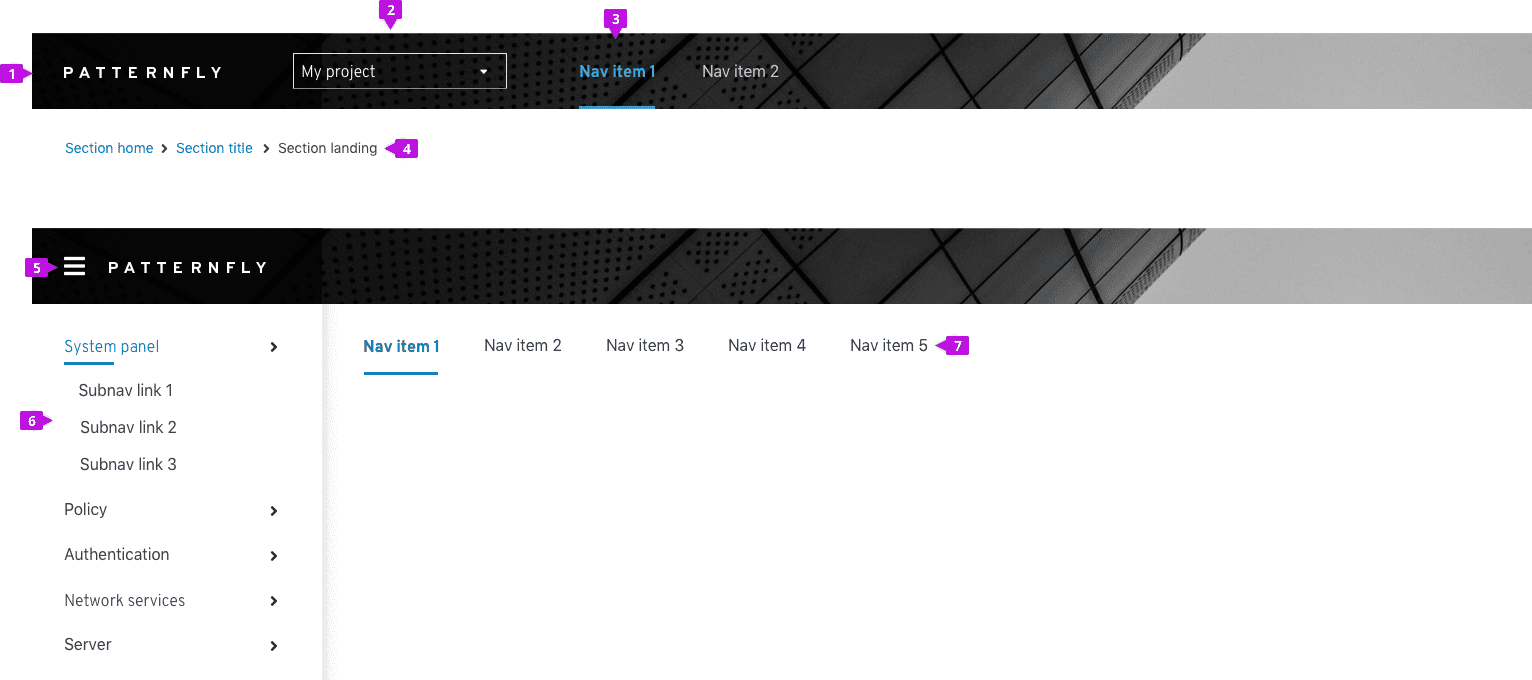 2
3
1 PATTERNFLY My project Nav item 1 Nav item 2
Section home Section title Section landing 4
5 PATTERNFLY
System panel Nav item 1 Nav item 2 Nav item 3 Nav item 4 Nav item 5 7
Subnav link 1
6 Subnav link 2
Subnav link 3
Policy
Authentication
Network services
Server